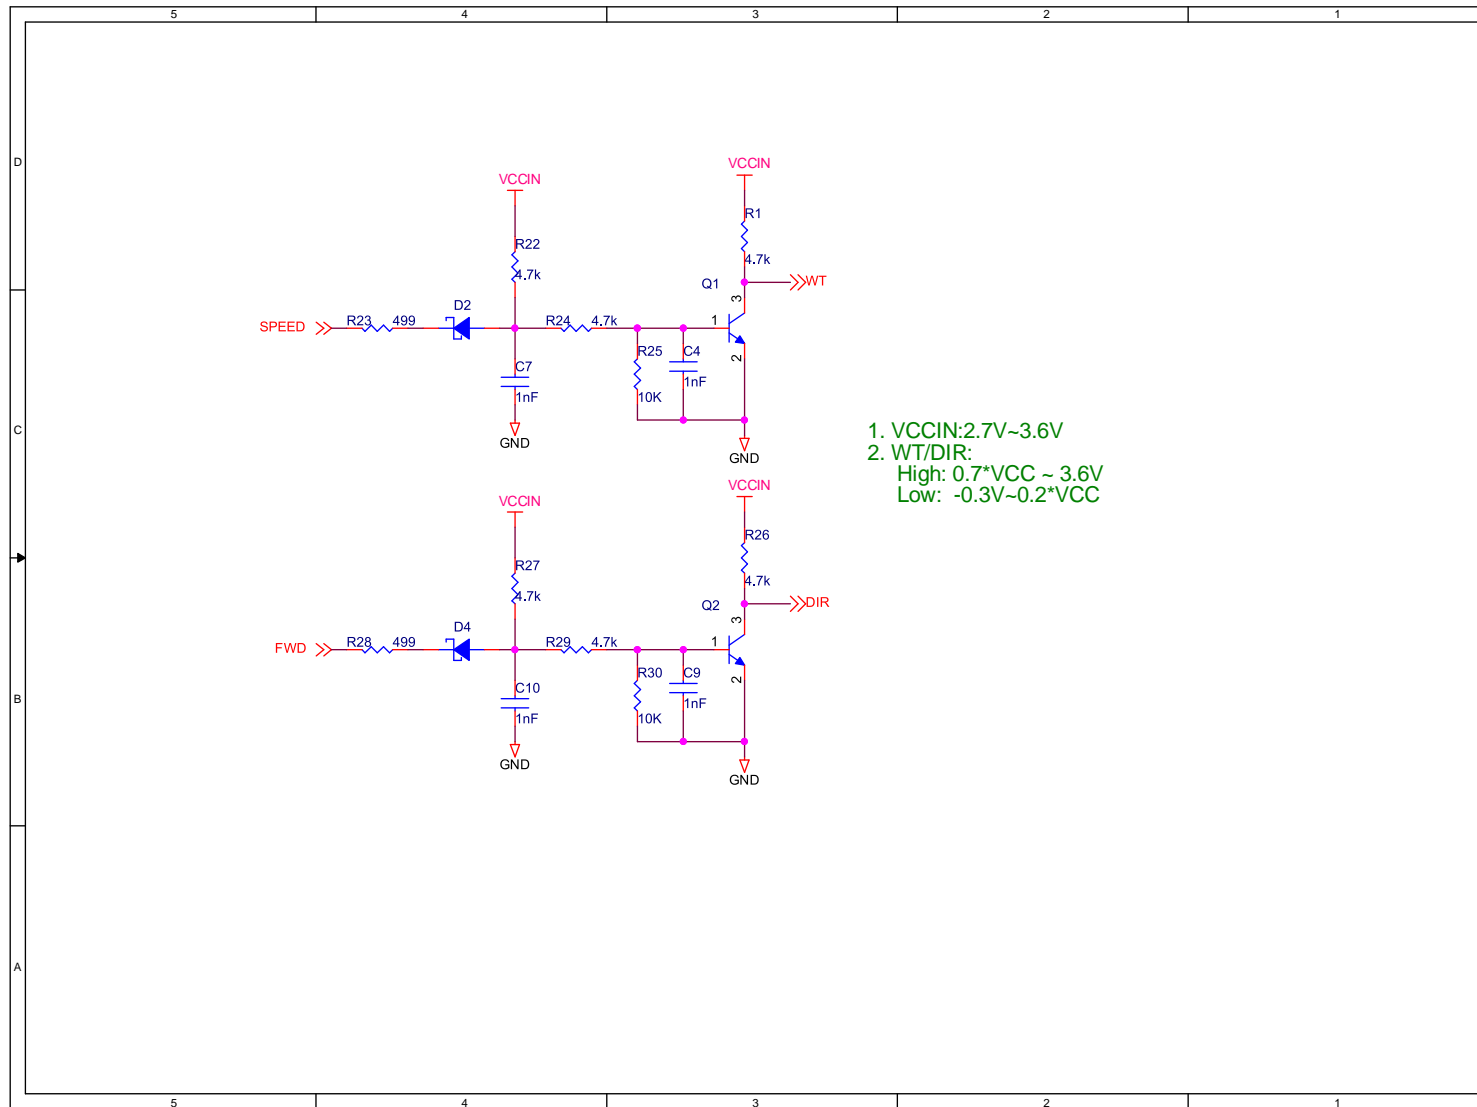 5 4 3 2 1
D
VCCIN
VCCIN
R1
4.7k
R22
4.7k
Q1
3
WT
SPEED
R23 499
D2
R24 4.7k
1
2
R25
10K
C4
1nF
C7
1nF
GND
GND
C
1. VCCIN:2.7V~3.6V
2. WT/DIR:
High: 0.7*VCC ~ 3.6V
Low: -0.3V~0.2*VCC
VCCIN
VCCIN
R26
4.7k
R27
4.7k
Q2
3
DIR
FWD
R28 499
D4
R29 4.7k
1
2
R30
10K
C9
1nF
C10
1nF
GND
GND
B
A
5 4 3 2 1